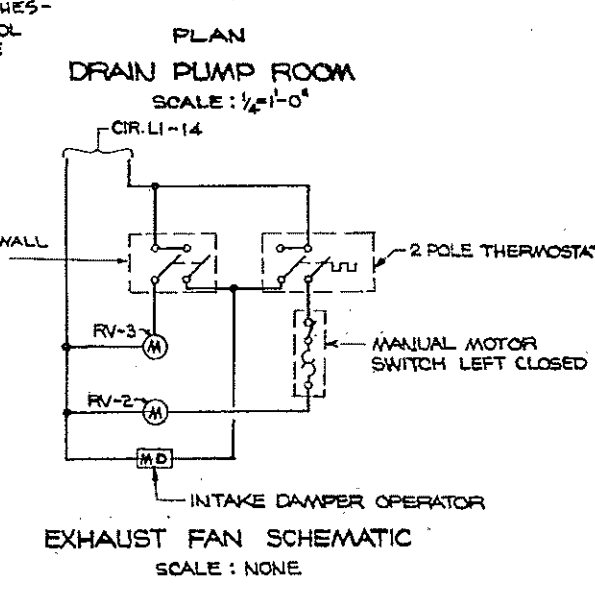 PLAN
DRAIN PUMP ROOM
SCALE: 1/4"=1'-0"
CIR. L1-14
WALL
2 POLE THERMOSTAT
RV-3
M
MANUAL MOTOR
SWITCH LEFT CLOSED
RV-2
M
MD
INTAKE DAMPER OPERATOR
EXHAUST FAN SCHEMATIC
SCALE: NONE